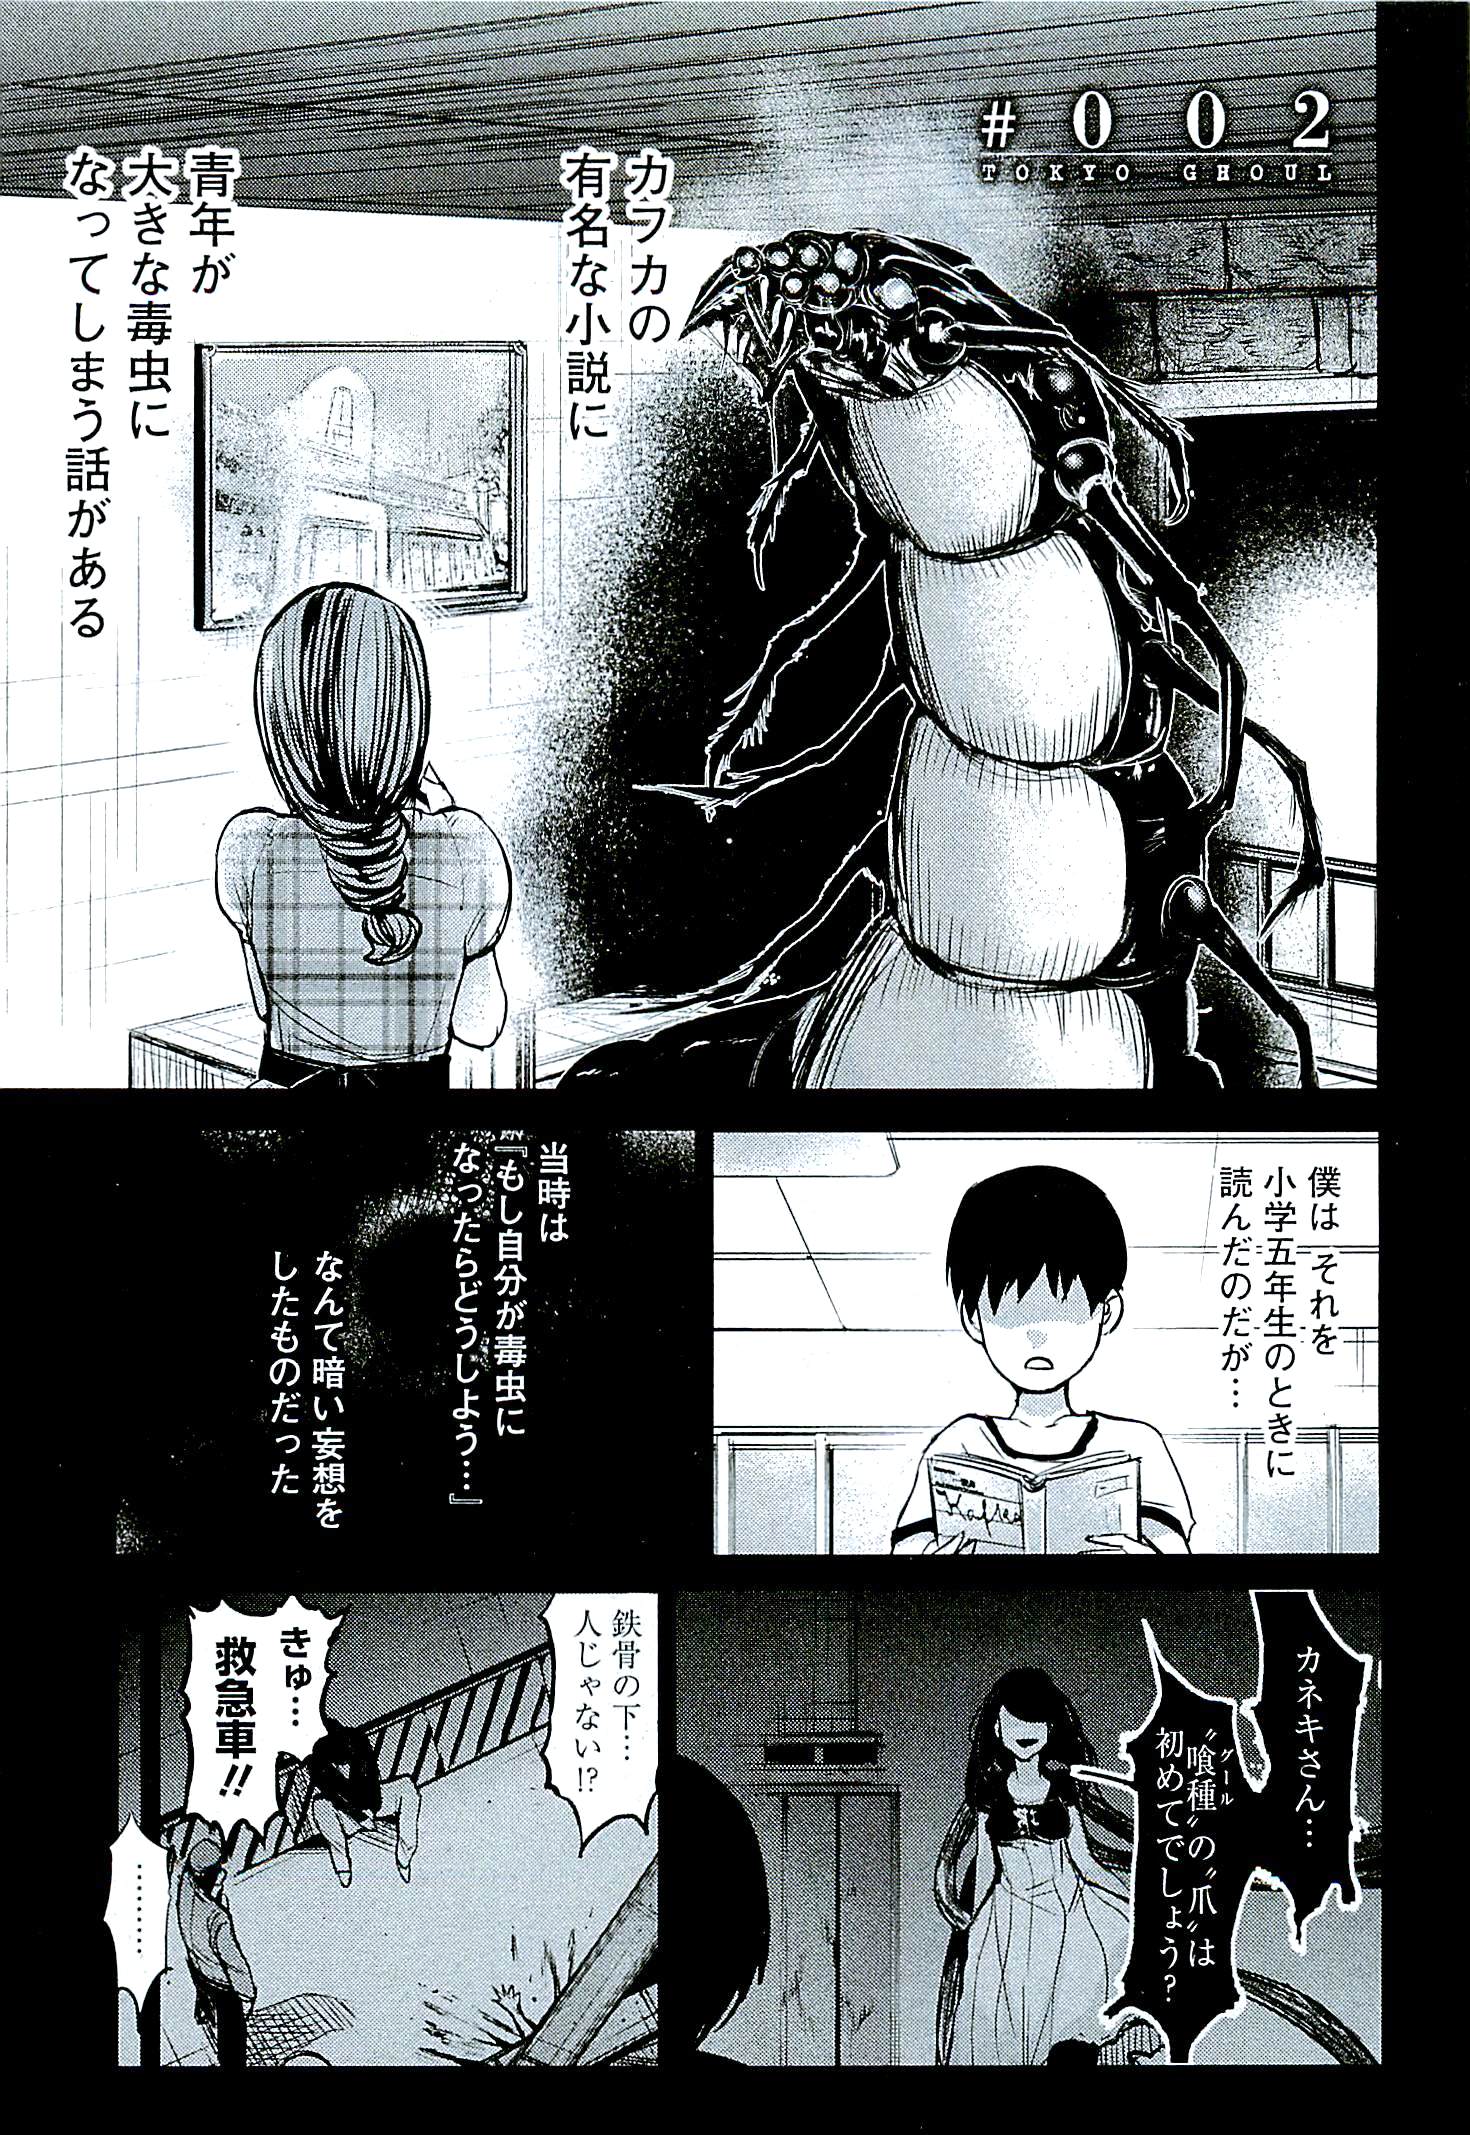 #002
TOKYO GHOUL
カフカの
有名な小説に
青年が
大きな毒虫に
なってしまう話がある
僕は それを
小学五年生のときに
読んだのだが…
Kafka
当時は
『もし自分が毒虫に
なったらどうしよう…』
なんて暗い妄想を
したものだった
カネキさん…
〝喰種〟の〝爪〟は
グール
初めてでしょう?
鉄骨の下…
人じゃない!?
きゅ…
救急車!!
………